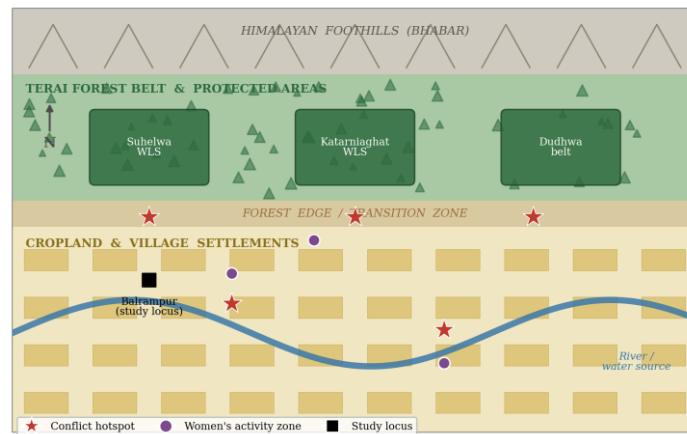 HIMALAYAN FOOTHILLS (BHABAR)
TERAI FOREST BELT & PROTECTED AREAS
N
Suhelwa
WLS
Katarniaghat
WLS
Dudhwa
belt
FOREST EDGE / TRANSITION ZONE
CROPLAND & VILLAGE SETTLEMENTS
Balrampur
(study locus)
River /
water source
Conflict hotspot
Women's activity zone
Study locus